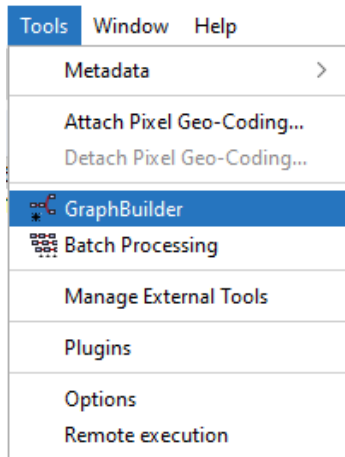 Tools Window Help
Metadata
Attach Pixel Geo-Coding...
Detach Pixel Geo-Coding...
GraphBuilder
Batch Processing
Manage External Tools
Plugins
Options
Remote execution